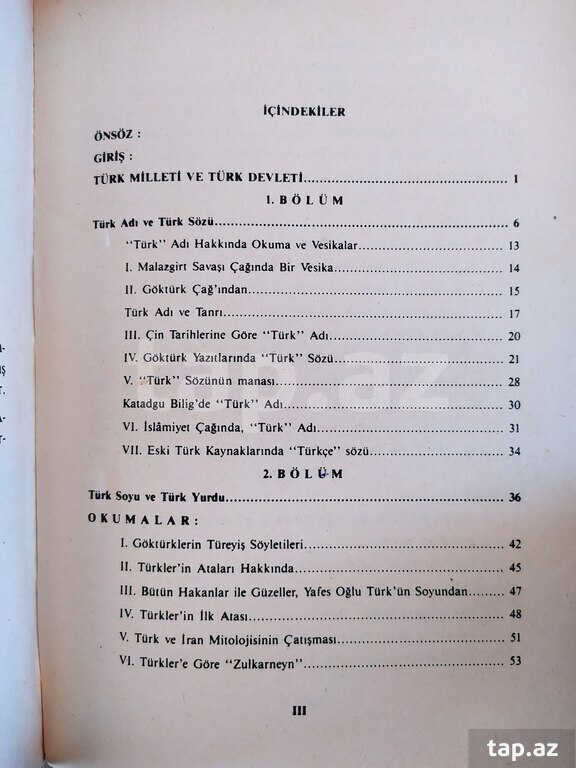 İÇİNDEKİLER
ÖNSÖZ :
GİRİŞ :
TÜRK MİLLETİ VE TÜRK DEVLETİ 1
1. BÖLÜM
Türk Adı ve Türk Sözü 6
"Türk" Adı Hakkında Okuma ve Vesikalar 13
I. Malazgirt Savaşı Çağında Bir Vesika 14
II. Göktürk Çağ'ından 15
Türk Adı ve Tanrı 17
III. Çin Tarihlerine Göre "Türk" Adı 20
IV. Göktürk Yazıtlarında "Türk" Sözü 21
V. "Türk" Sözünün manası 28
Katadgu Bilig'de "Türk" Adı 30
VI. İslâmiyet Çağında, "Türk" Adı 31
VII. Eski Türk Kaynaklarında "Türkçe" sözü 34
2. BÖLÜM
Türk Soyu ve Türk Yurdu 36
OKUMALAR:
I. Göktürklerin Türeyiş Söyletileri 42
II. Türkler'in Ataları Hakkında 45
III. Bütün Hakanlar ile Güzeller, Yafes Oğlu Türk'ün Soyundan 47
IV. Türkler'in İlk Atası 48
V. Türk ve İran Mitolojisinin Çatışması 51
VI. Türkler'e Göre "Zulkarneyn" 53
III
tap.az
tap.az